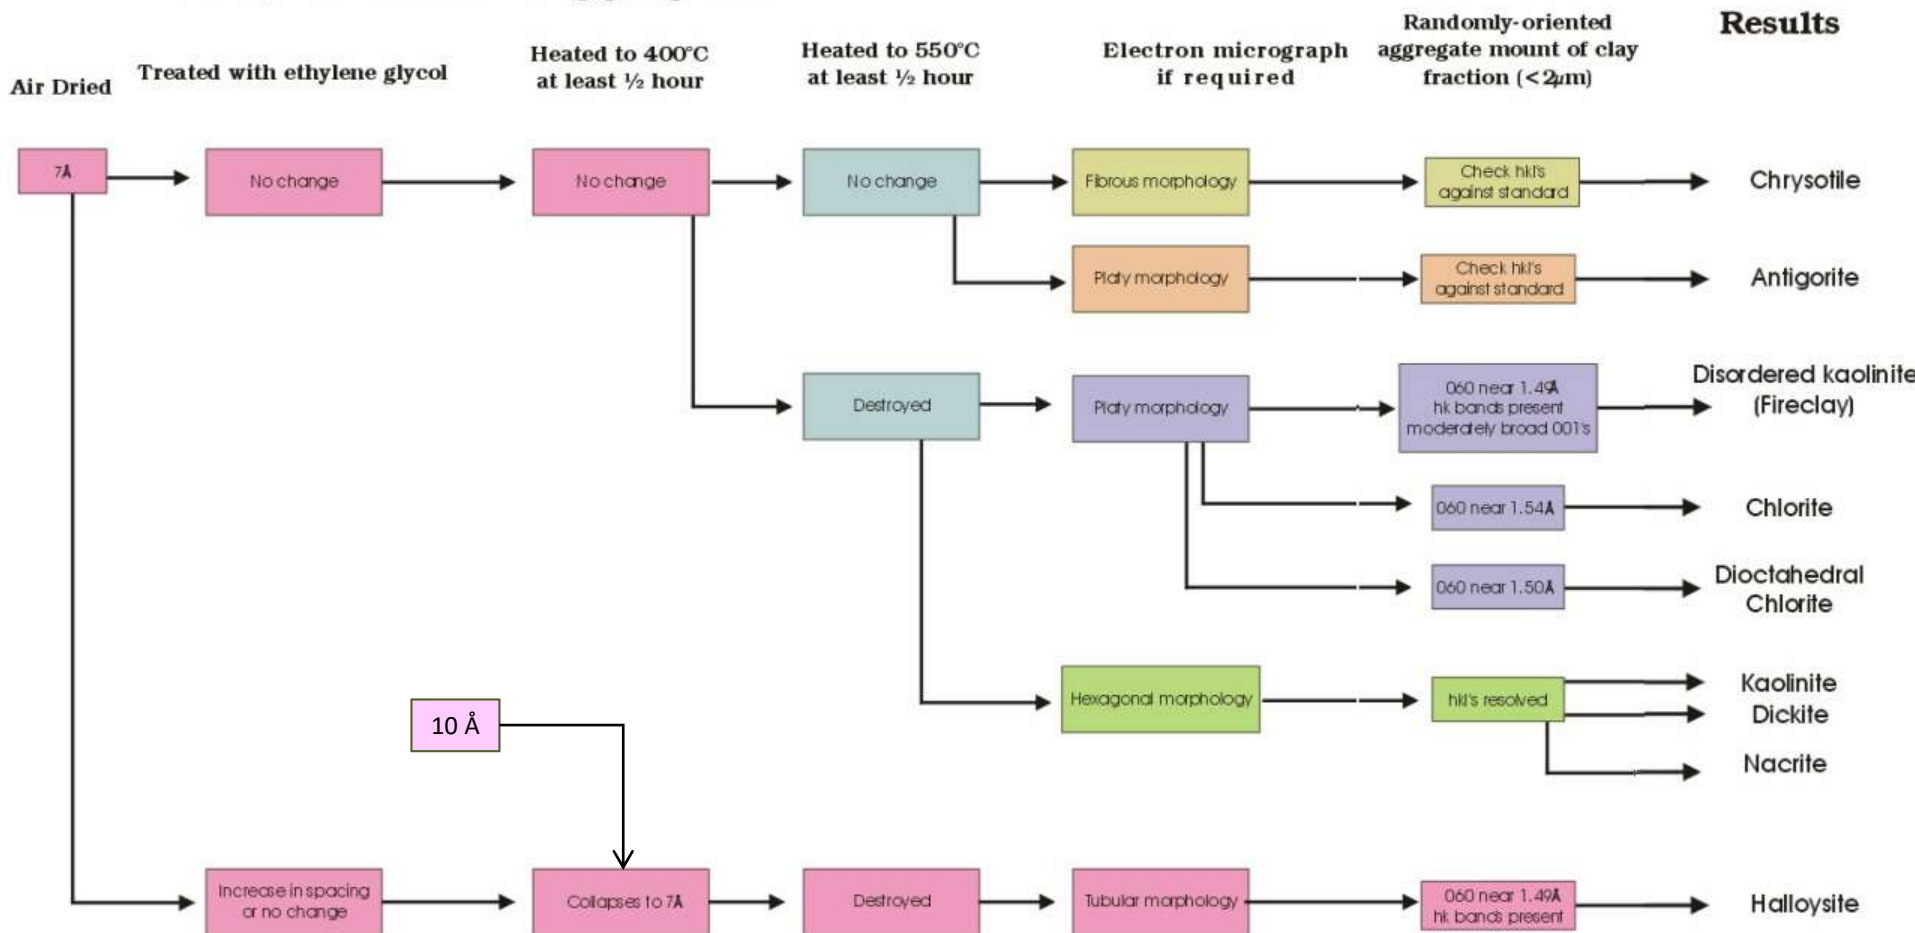 Results
Randomly-oriented
aggregate mount of clay
fraction (<2µm)
Electron micrograph
if required
Heated to 550°C
at least ½ hour
Heated to 400°C
at least ½ hour
Treated with ethylene glycol
Air Dried
7Å
No change
No change
No change
Fibrous morphology
Check hkl's
against standard
Chrysotile
Platy morphology
Check hkl's
against standard
Antigorite
Destroyed
Platy morphology
060 near 1.49Å
hk bands present
moderately broad 001's
Disordered kaolinite
(Fireclay)
060 near 1.54Å
Chlorite
060 near 1.50Å
Dioctahedral
Chlorite
Hexagonal morphology
hkl's resolved
Kaolinite
Dickite
Nacrite
10 Å
Increase in spacing
or no change
Collapses to 7Å
Destroyed
Tubular morphology
060 near 1.49Å
hk bands present
Halloysite